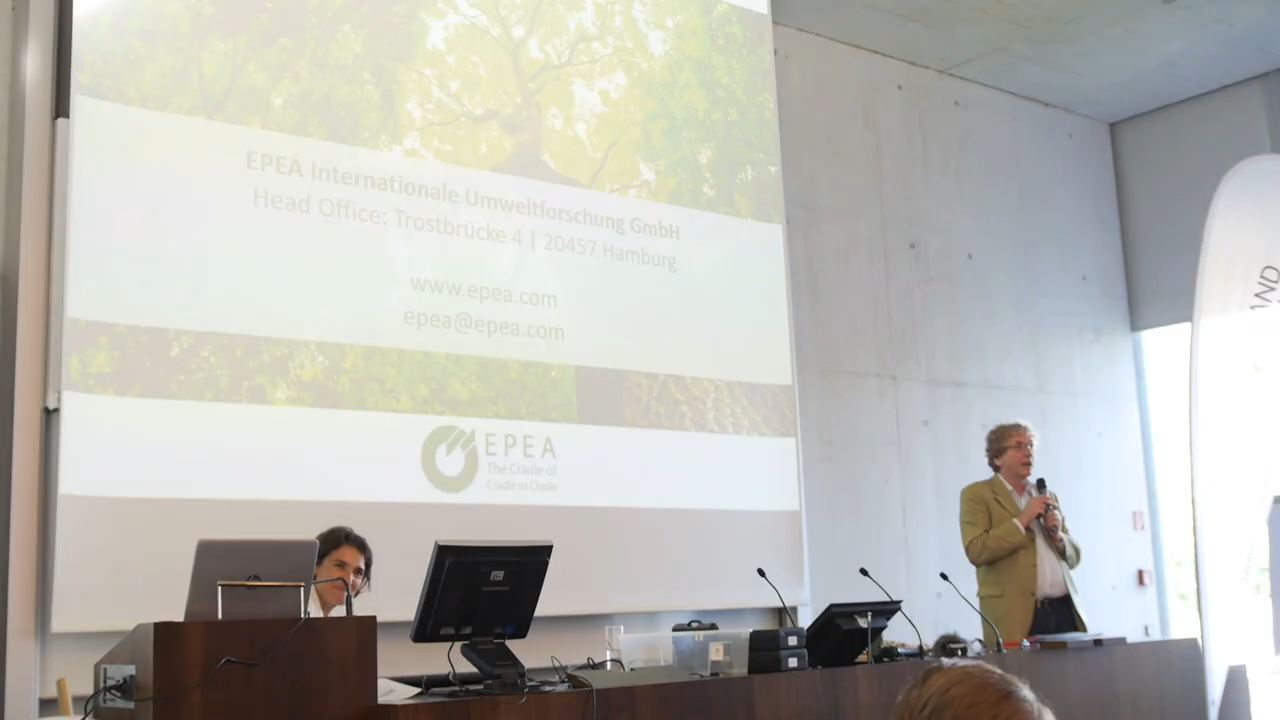 EPEA Internationale Umweltforschung GmbH
Head Office: Trostbrücke 4 | 20457 Hamburg
www.epea.com
epea@epea.com
EPEA
The Cradle of
Cradle to Cradle
AND